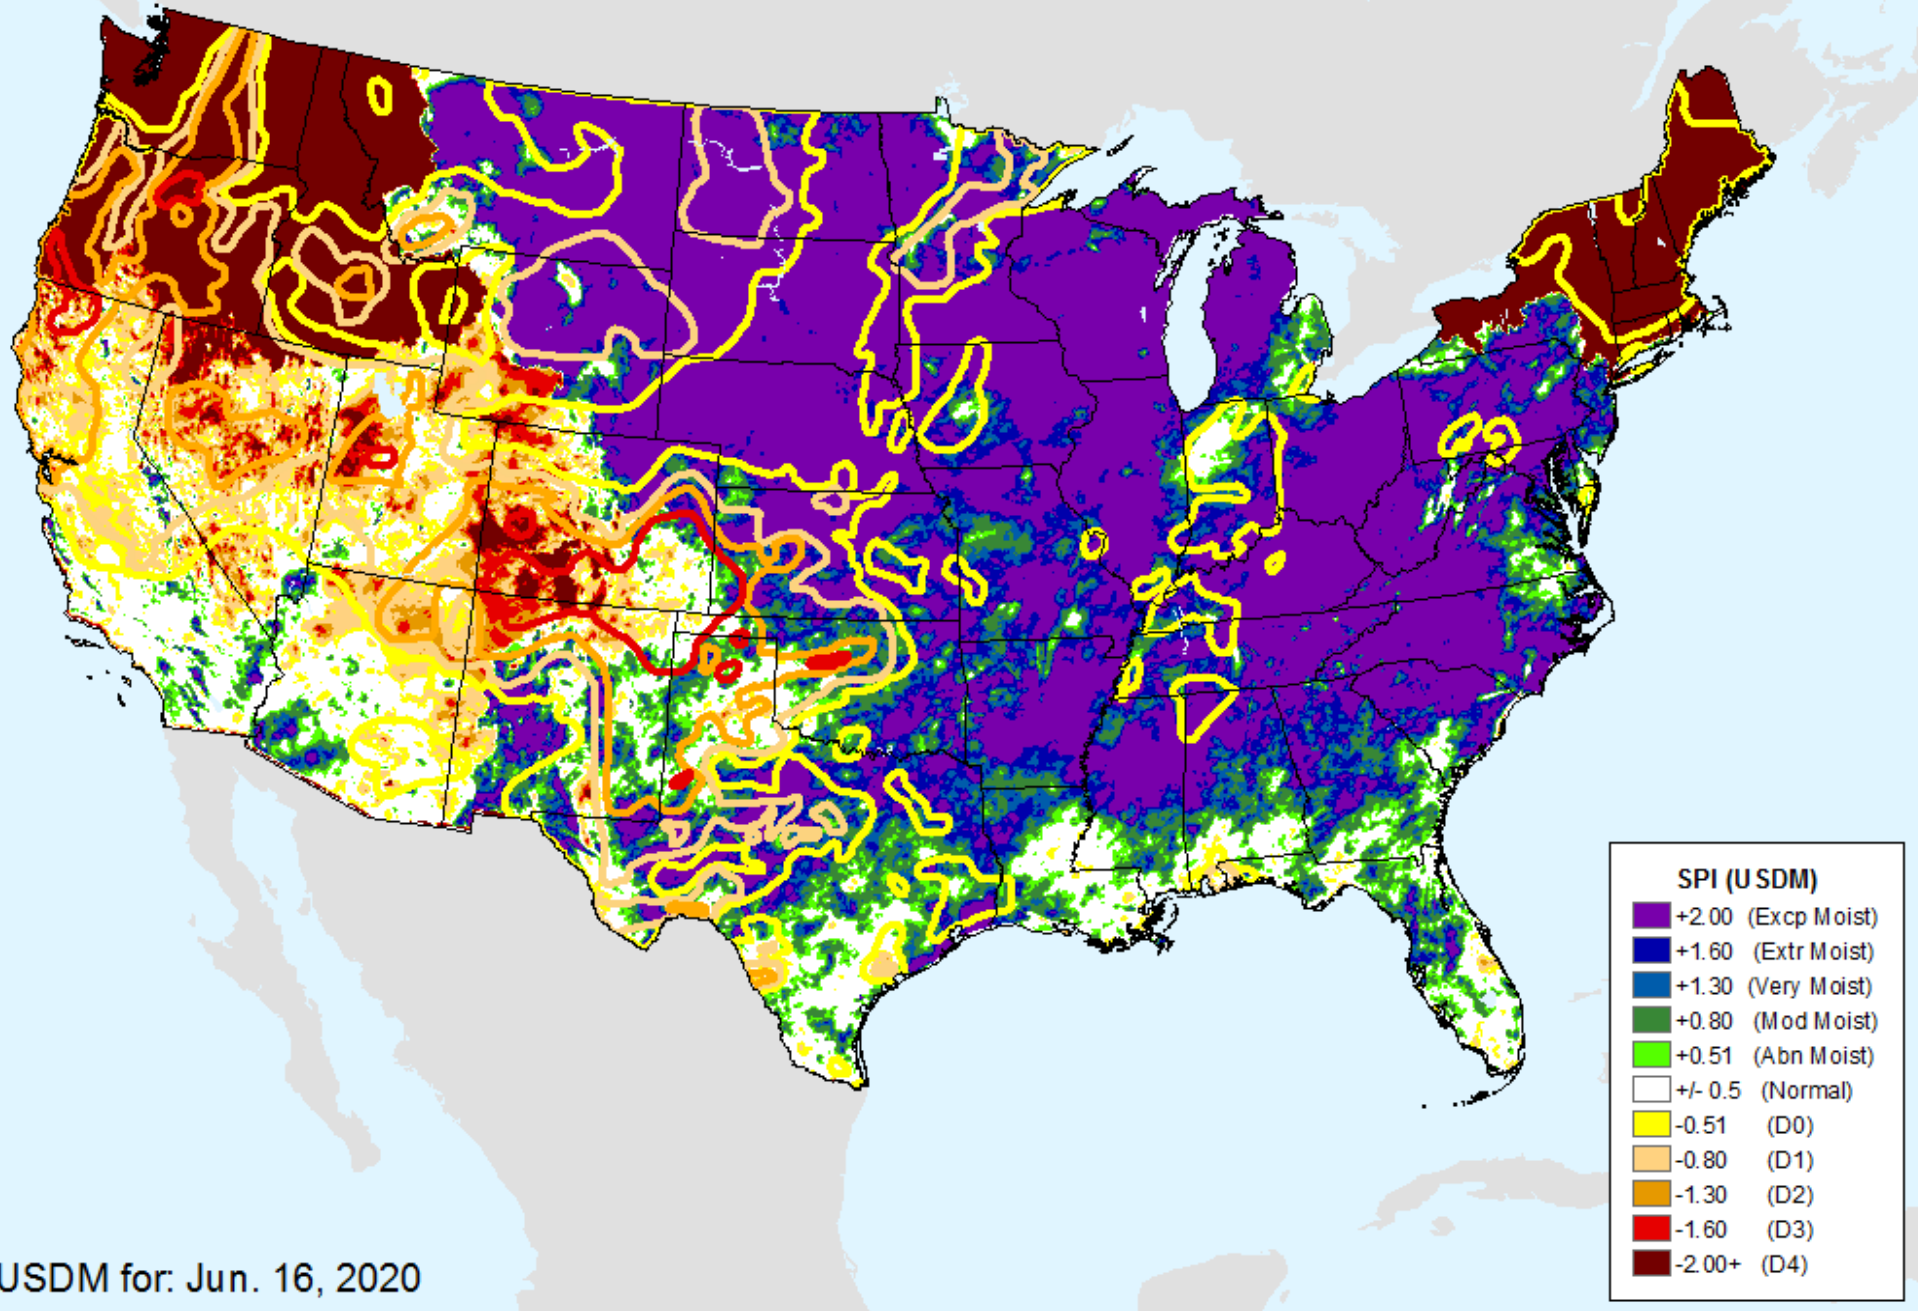 SPI (USDM)
+2.00 (Excp Moist)
+1.60 (Extr Moist)
+1.30 (Very Moist)
+0.80 (Mod Moist)
+0.51 (Abn Moist)
+/- 0.5 (Normal)
-0.51 (D0)
-0.80 (D1)
-1.30 (D2)
-1.60 (D3)
-2.00+ (D4)
USDM for: Jun. 16, 2020